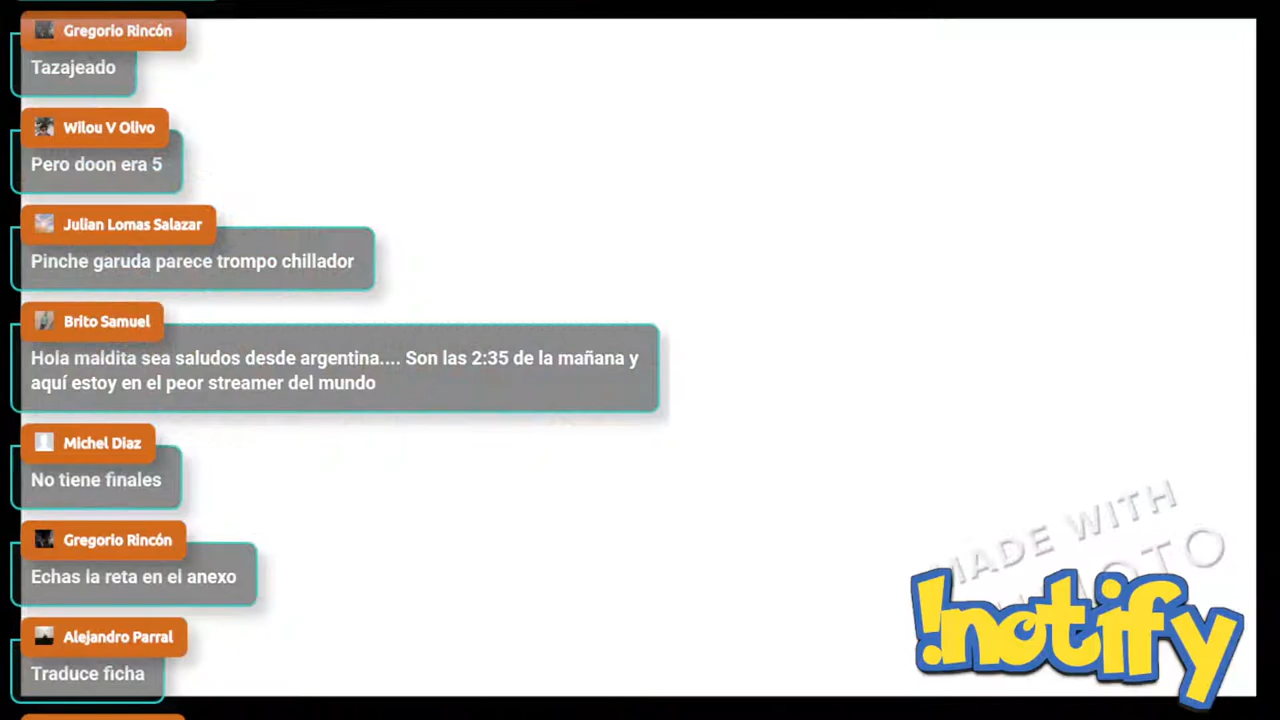 Gregorio Rincón
Tazajeado
Wilou V Olivo
Pero doon era 5
Julian Lomas Salazar
Pinche garuda parece trompo chillador
Brito Samuel
Hola maldita sea saludos desde argentina.... Son las 2:35 de la mañana y
aquí estoy en el peor streamer del mundo
Michel Diaz
No tiene finales
Gregorio Rincón
Echas la reta en el anexo
Alejandro Parral
Traduce ficha
MADE WITH
!notify